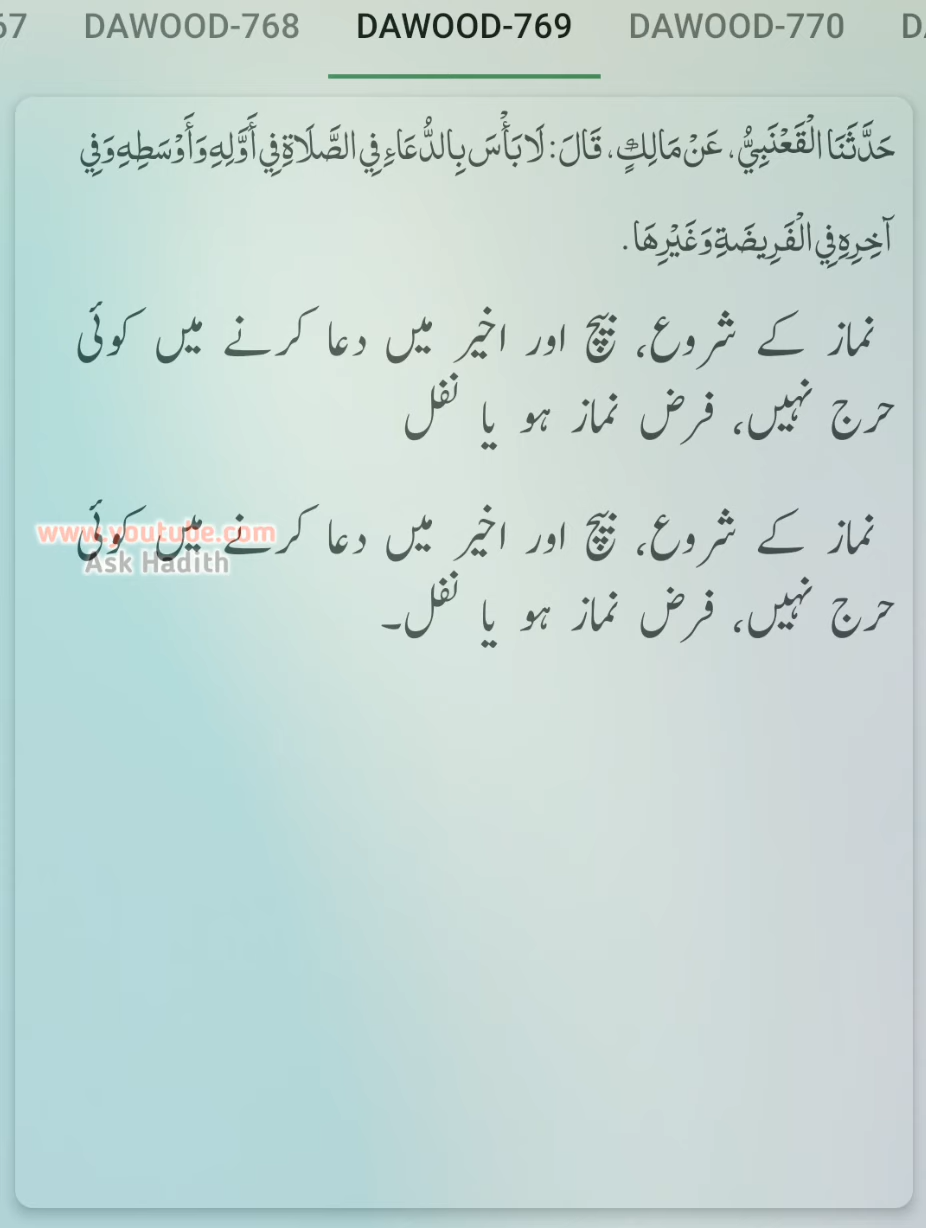 67 DAWOOD-768 DAWOOD-769 DAWOOD-770 DA
حَدَّثَنَا الْقَعْنَبِيُّ، عَنْ مَالِكٍ، قَالَ: لَا بَأْسَ بِالدُّعَاءِ فِي الصَّلَاةِ فِي أَوَّلِهِ وَأَوْسَطِهِ وَفِي
آخِرِهِ فِي الْفَرِيضَةِ وَغَيْرِهَا .
نماز کے شروع، بیچ اور اخیر میں دعا کرنے میں کوئی
حرج نہیں، فرض نماز ہو یا نفل
نماز کے شروع، بیچ اور اخیر میں دعا کرنے میں کوئی
حرج نہیں، فرض نماز ہو یا نفل۔
www.youtube.com
Ask Hadith